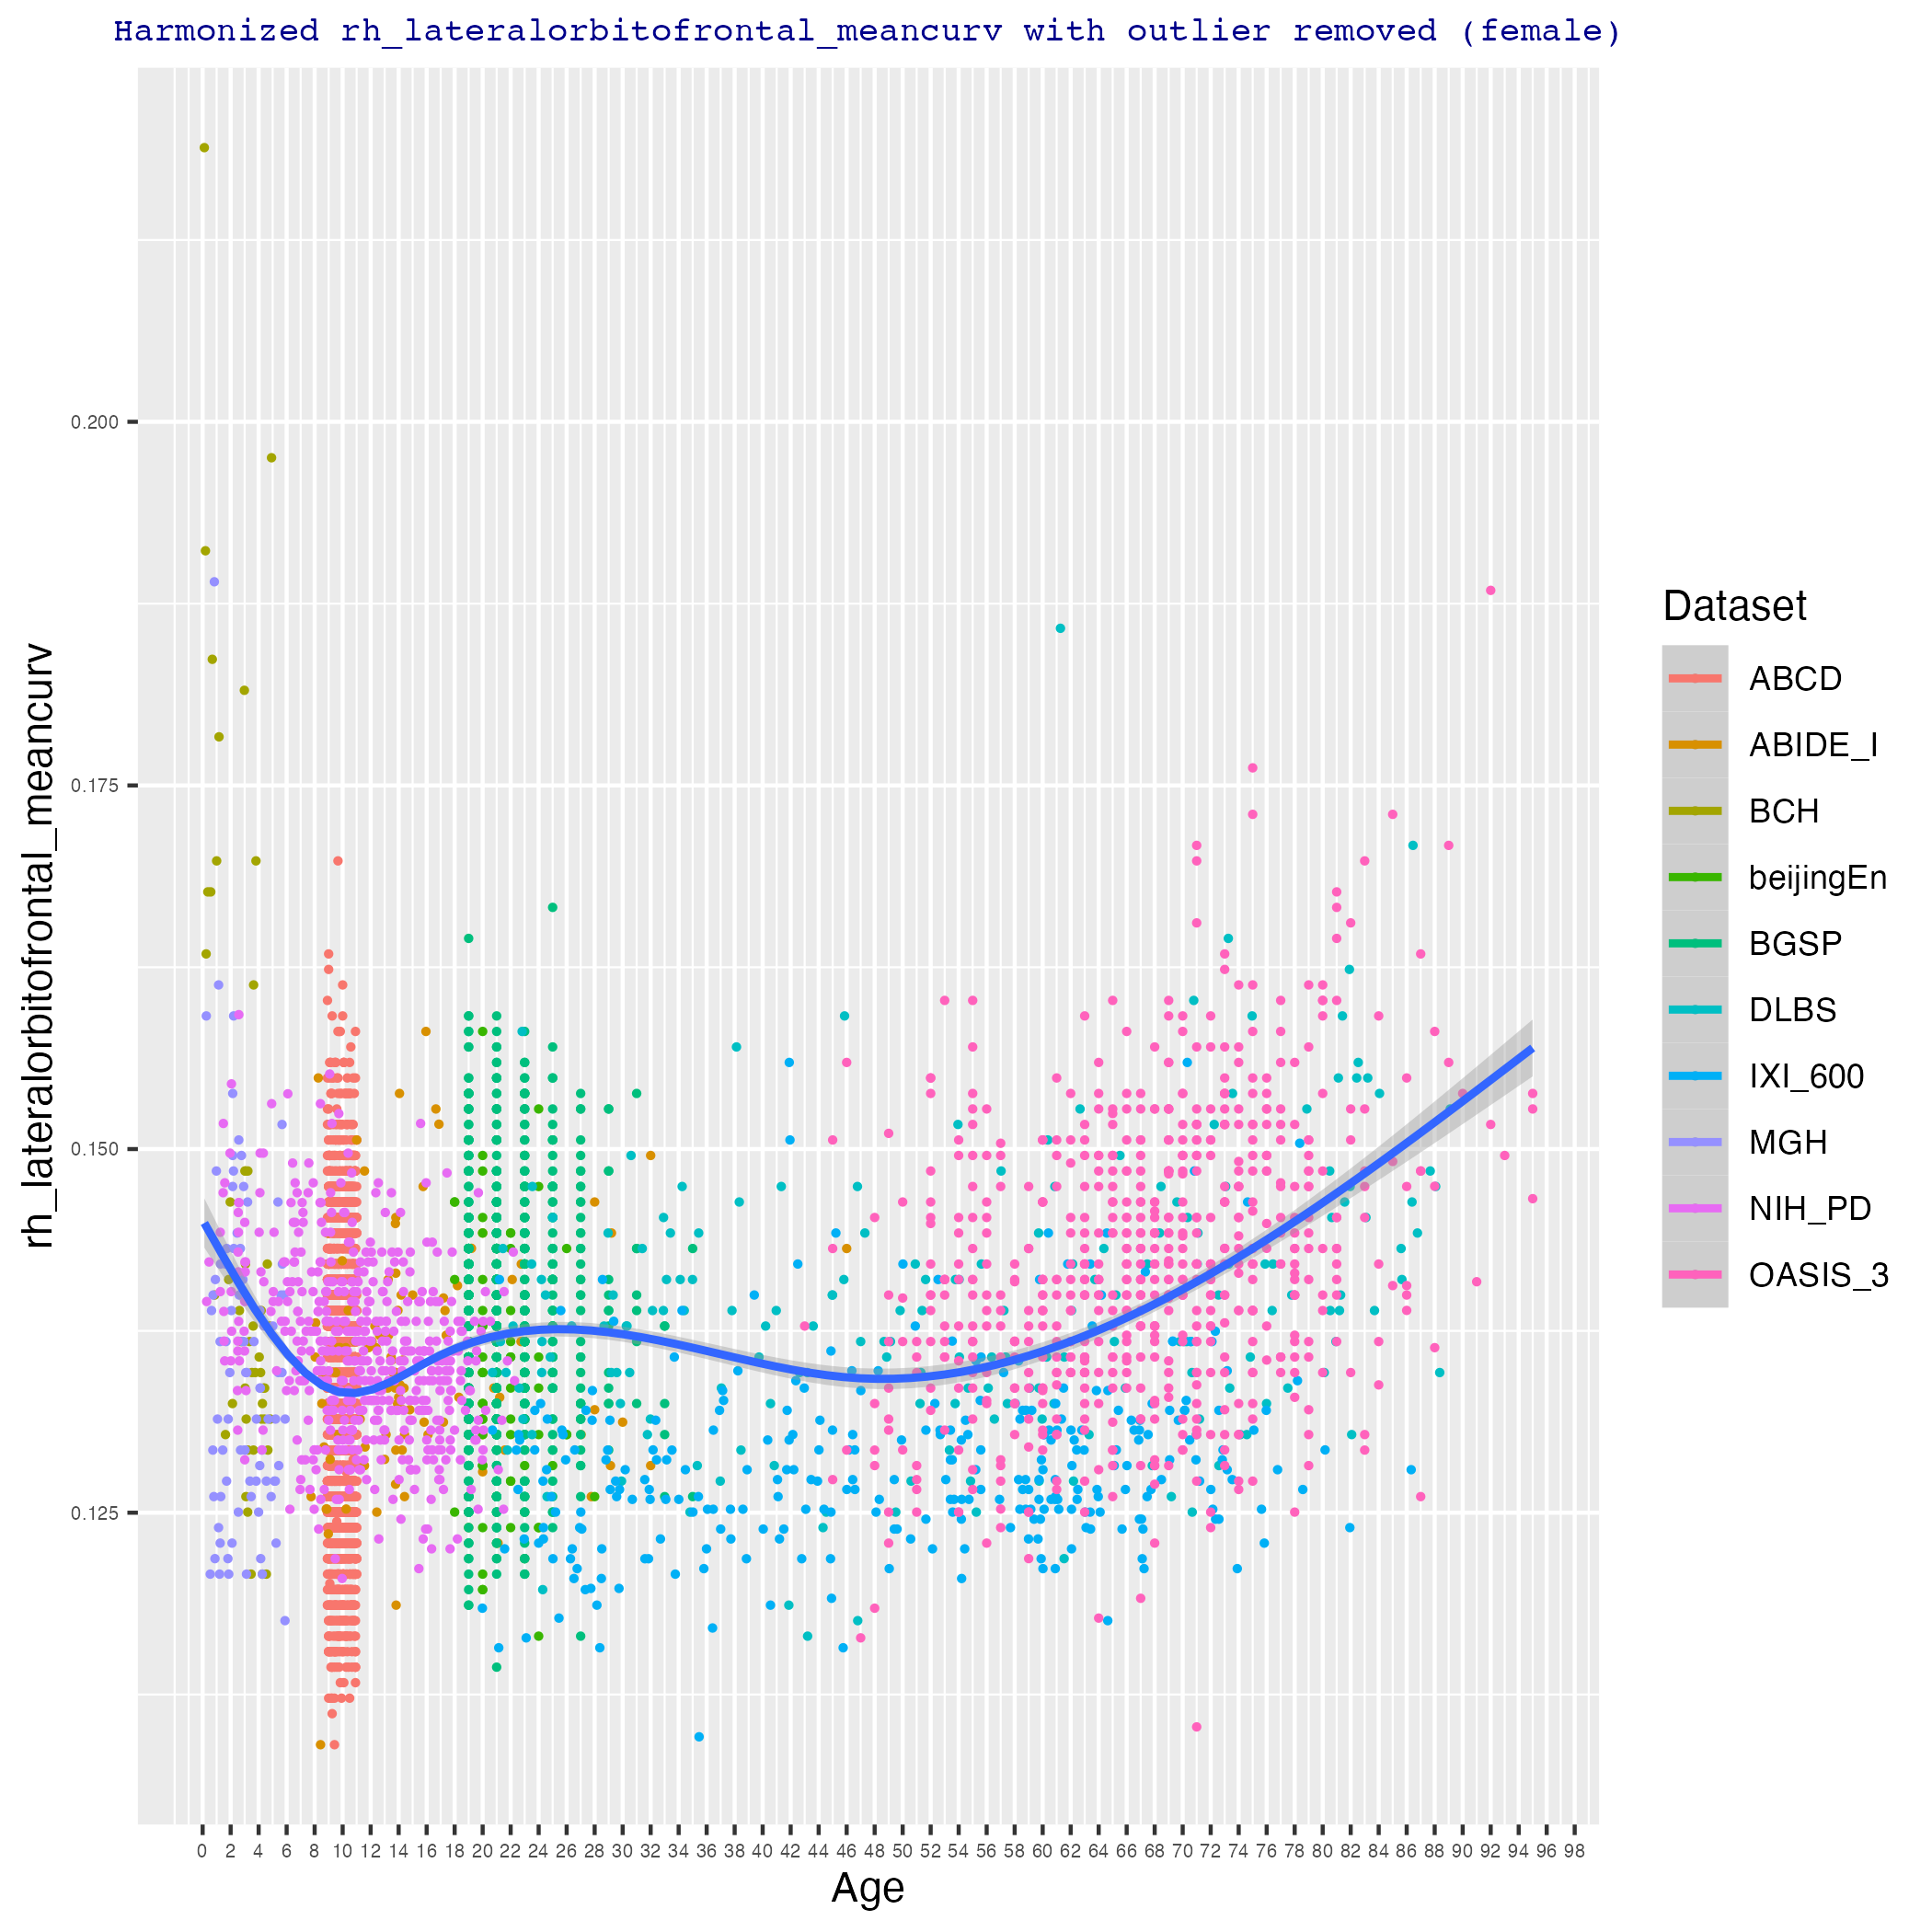 Harmonized rh_lateralorbitofrontal_meancurv with outlier removed (female)
rh_lateralorbitofrontal_meancurv
0.200
0.175
0.150
0.125
0 2 4 6 8 10 12 14 16 18 20 22 24 26 28 30 32 34 36 38 40 42 44 46 48 50 52 54 56 58 60 62 64 66 68 70 72 74 76 78 80 82 84 86 88 90 92 94 96 98
Age
Dataset
ABCD
ABIDE_I
BCH
beijingEn
BGSP
DLBS
IXI_600
MGH
NIH_PD
OASIS_3